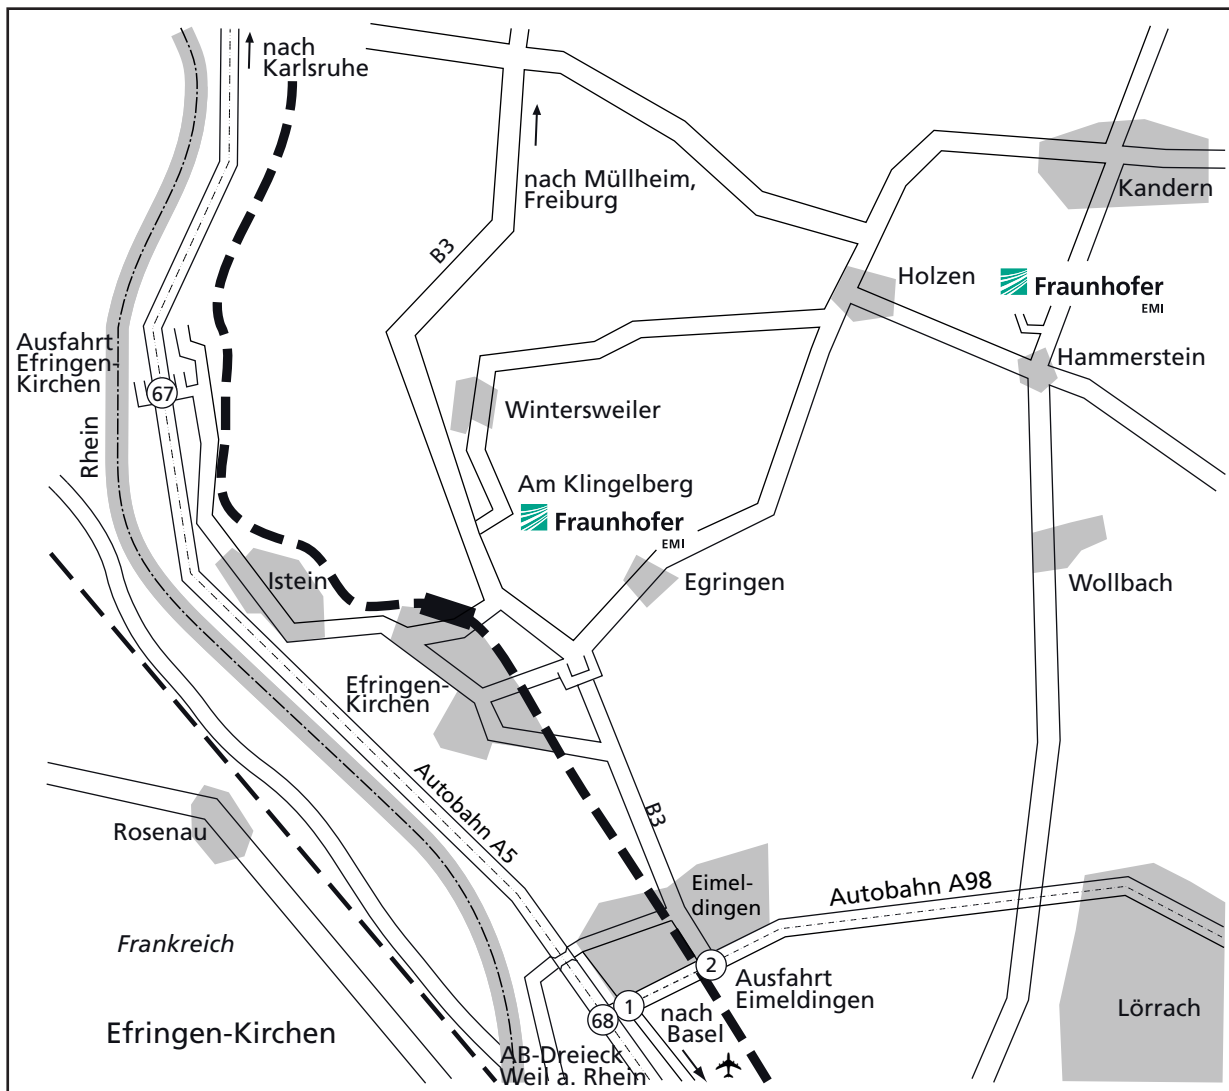 nach
Karlsruhe
nach Müllheim,
Freiburg
B3
Kandern
Holzen
Fraunhofer
EMI
Hammerstein
Ausfahrt
Efringen-
Kirchen
67
Rhein
Wintersweiler
Am Klingelberg
Fraunhofer
EMI
Istein
Egringen
Wollbach
Efringen-
Kirchen
Autobahn A5
B3
Rosenau
Eimel-
dingen
Autobahn A98
Frankreich
2
Ausfahrt
Eimeldingen
1
68
nach
Basel
Lörrach
Efringen-Kirchen
AB-Dreieck
Weil a. Rhein